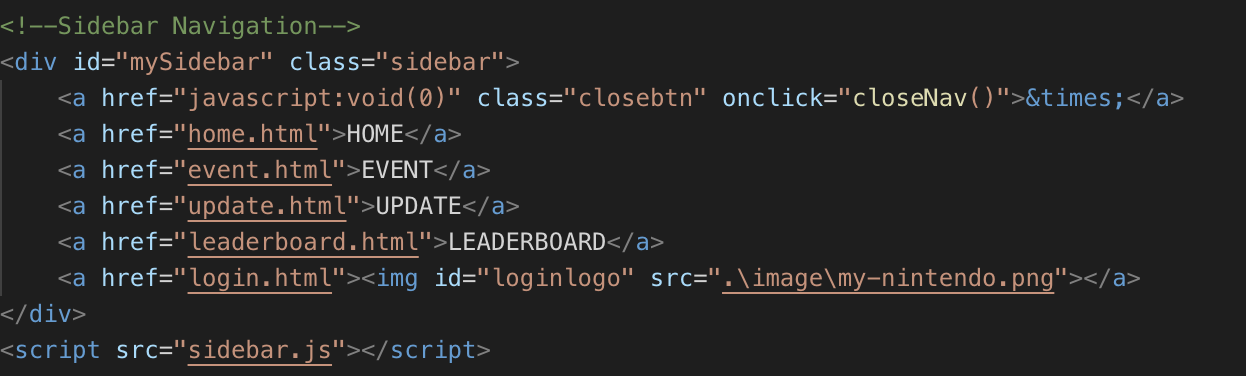 <!--Sidebar Navigation-->
<div id="mySidebar" class="sidebar">
    <a href="javascript:void(0)" class="closebtn" onclick="closeNav()">&times;</a>
    <a href="home.html">HOME</a>
    <a href="event.html">EVENT</a>
    <a href="update.html">UPDATE</a>
    <a href="leaderboard.html">LEADERBOARD</a>
    <a href="login.html"><img id="loginlogo" src=".\image\my-nintendo.png"></a>
</div>
<script src="sidebar.js"></script>